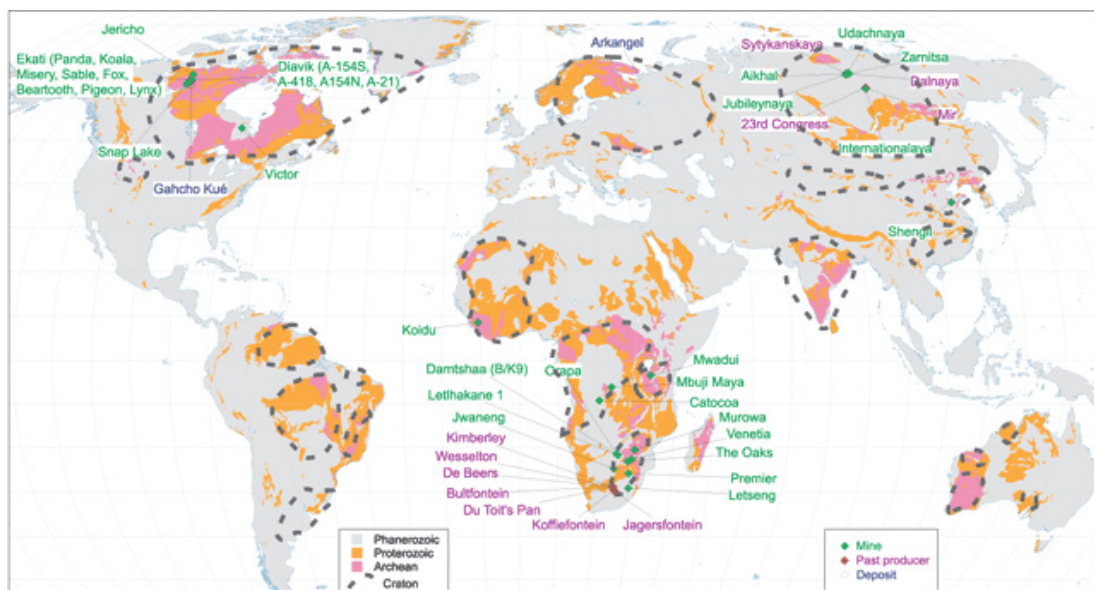 Jericho
Ekati (Panda, Koala,
Misery, Sable, Fox,
Beartooth, Pigeon, Lynx)
Diavik (A-154S,
A-418, A154N, A-21)
Snap Lake
Gahcho Kué
Victor
Arkangel
Sytykanskaya
Udachnaya
Zarnitsa
Aikhal
Dalnaya
Jubileynaya
23rd Congress
Mir
Internationalaya
Shengli
Koidu
Damtshaa (B/K9)
Orapa
Letlhakane 1
Jwaneng
Kimberley
Wesselton
De Beers
Bultfontein
Du Toit's Pan
Koffiefontein
Jagersfontein
Mwadui
Mbuji Maya
Catocoa
Murowa
Venetia
The Oaks
Premier
Letseng
Phanerozoic
Proterozoic
Archean
Craton
Mine
Past producer
Deposit